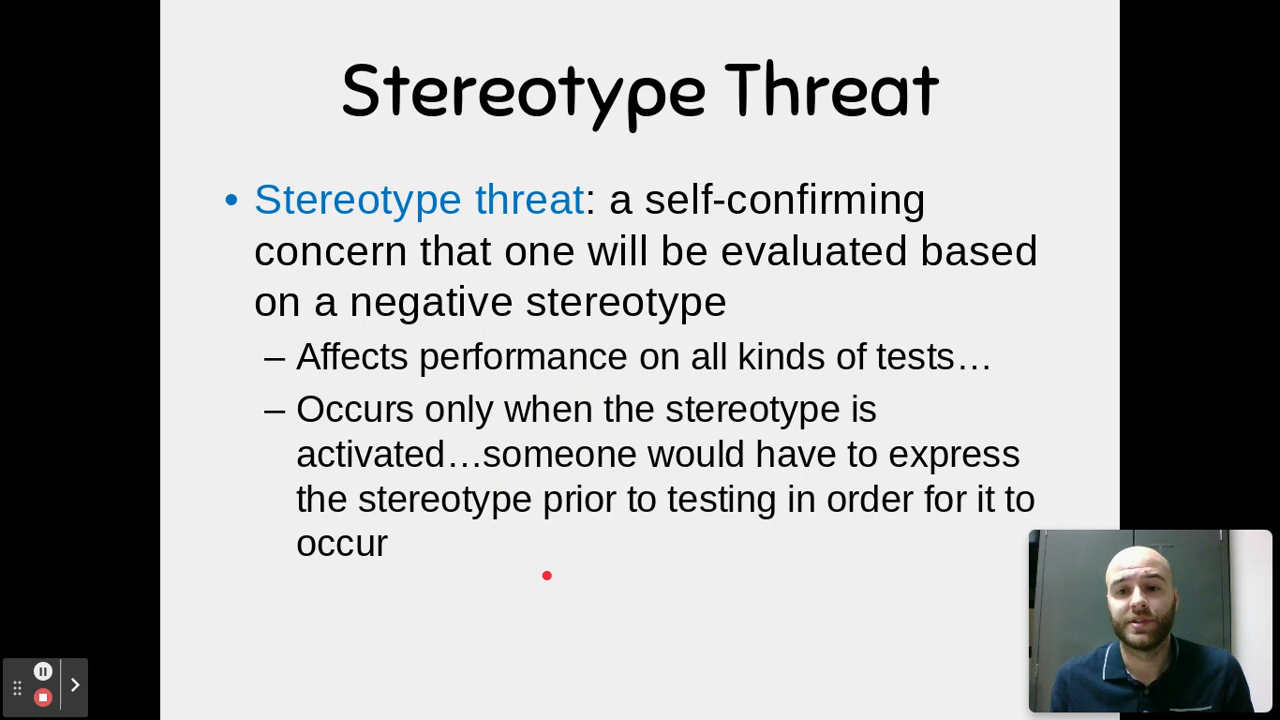 Stereotype Threat
• Stereotype threat: a self-confirming
concern that one will be evaluated based
on a negative stereotype
– Affects performance on all kinds of tests…
– Occurs only when the stereotype is
activated…someone would have to express
the stereotype prior to testing in order for it to
occur